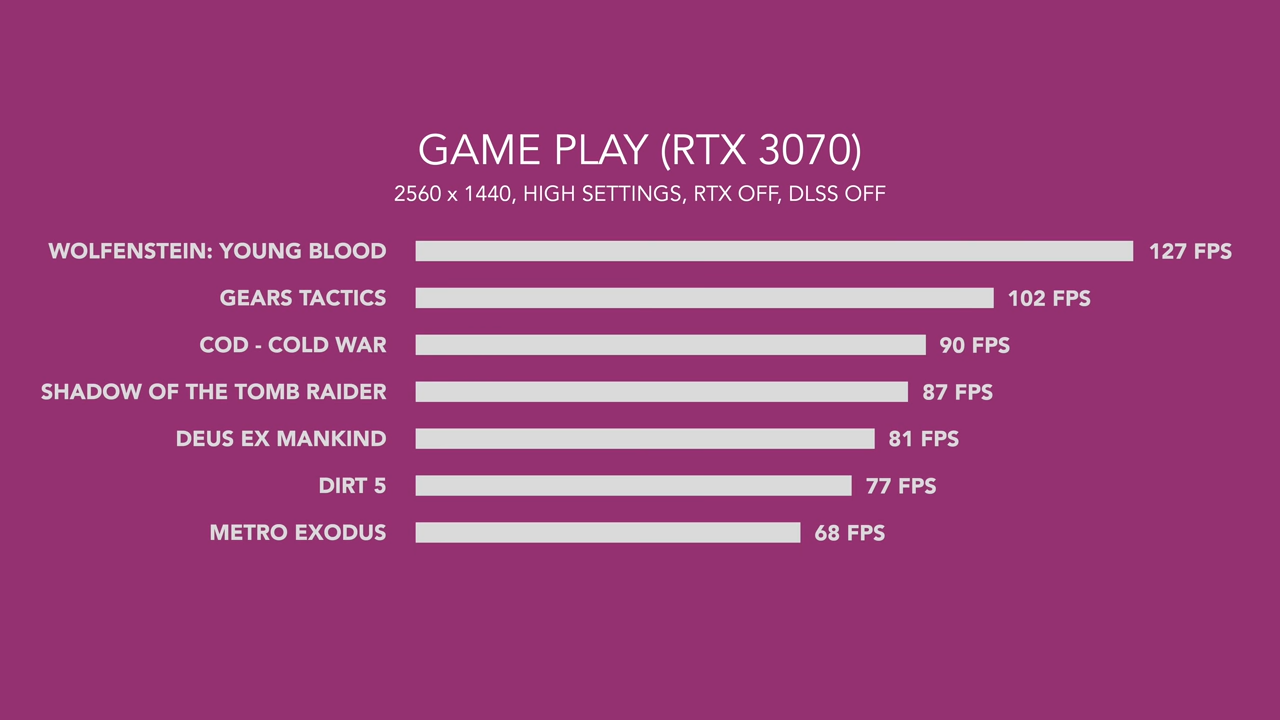 GAME PLAY (RTX 3070)
2560 x 1440, HIGH SETTINGS, RTX OFF, DLSS OFF
WOLFENSTEIN: YOUNG BLOOD 127 FPS
GEARS TACTICS 102 FPS
COD - COLD WAR 90 FPS
SHADOW OF THE TOMB RAIDER 87 FPS
DEUS EX MANKIND 81 FPS
DIRT 5 77 FPS
METRO EXODUS 68 FPS